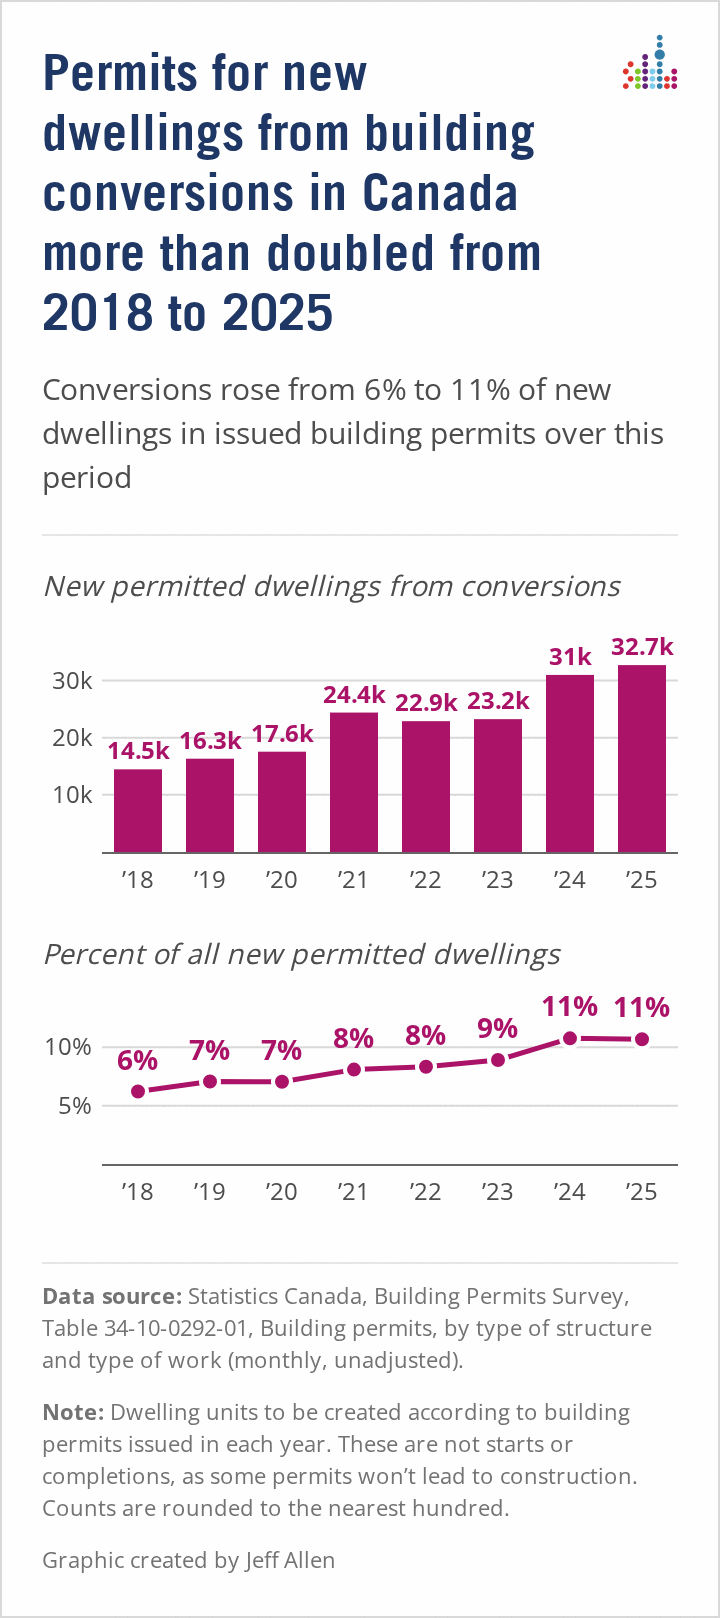 Permits for new
dwellings from building
conversions in Canada
more than doubled from
2018 to 2025
Conversions rose from 6% to 11% of new
dwellings in issued building permits over this
period
New permitted dwellings from conversions
30k
20k
10k
14.5k 16.3k 17.6k 24.4k 22.9k 23.2k 31k 32.7k
’18 ’19 ’20 ’21 ’22 ’23 ’24 ’25
Percent of all new permitted dwellings
10%
5%
6% 7% 7% 8% 8% 9% 11% 11%
’18 ’19 ’20 ’21 ’22 ’23 ’24 ’25
Data source: Statistics Canada, Building Permits Survey,
Table 34-10-0292-01, Building permits, by type of structure
and type of work (monthly, unadjusted).
Note: Dwelling units to be created according to building
permits issued in each year. These are not starts or
completions, as some permits won’t lead to construction.
Counts are rounded to the nearest hundred.
Graphic created by Jeff Allen